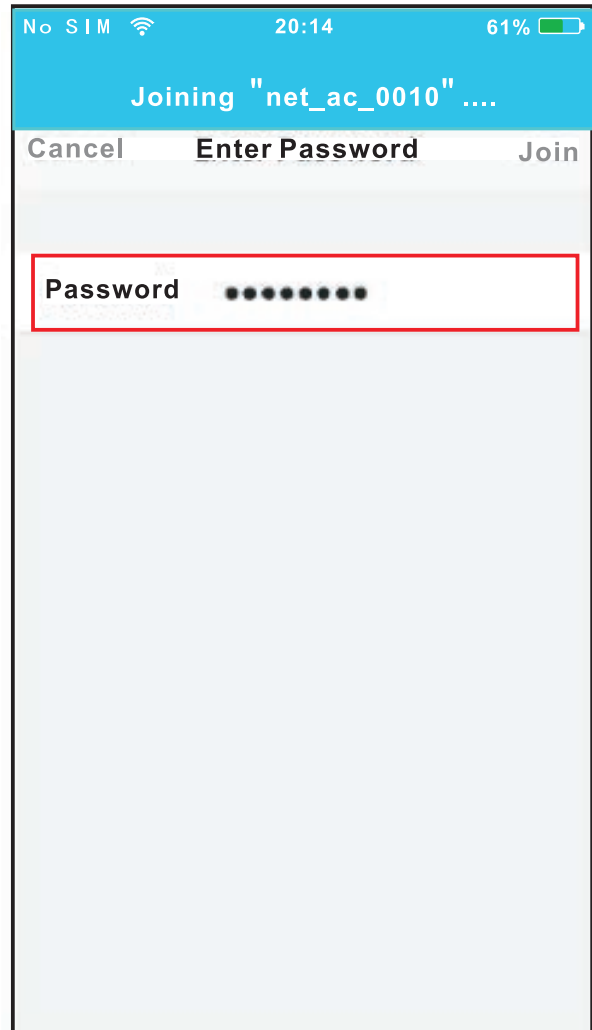 No SIM 20:14 61%
Joining "net_ac_0010"....
Cancel Enter Password Join
Password ●●●●●●●●